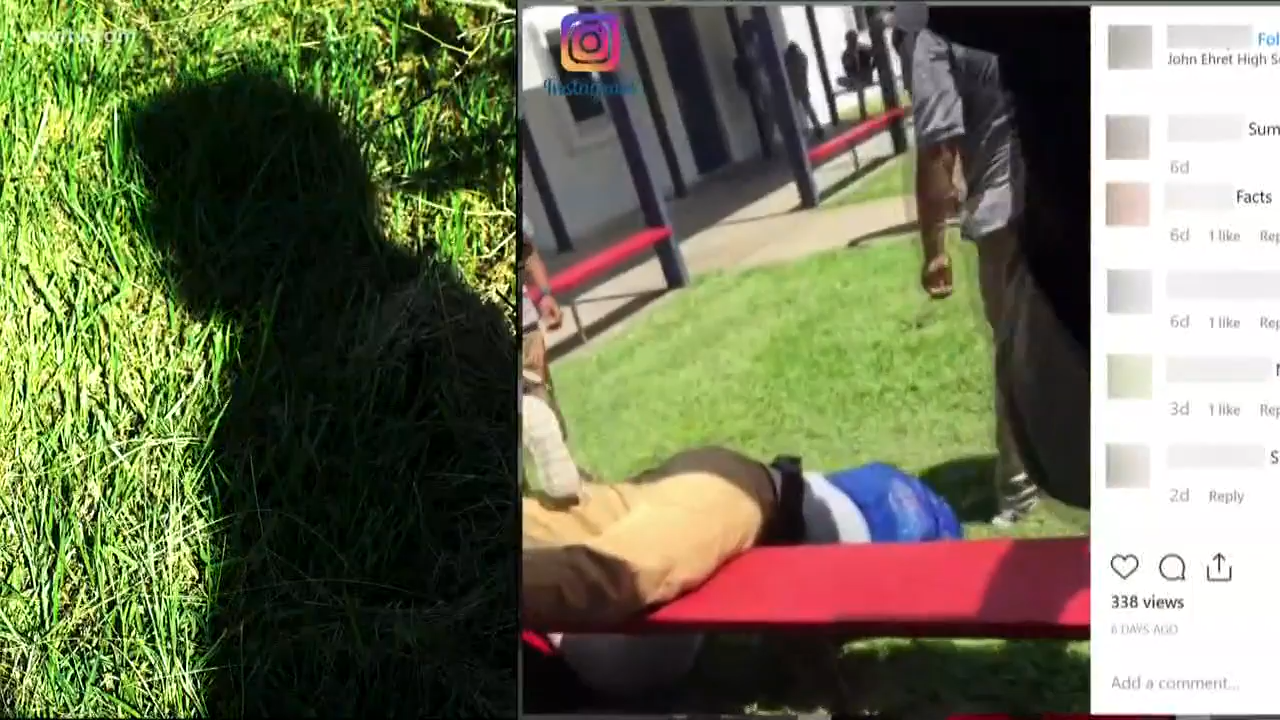 Instagram
Fol
John Ehret High S
Sum
6d
Facts
6d 1 like Rep
6d 1 like Rep
3d 1 like Rep
S
2d Reply
338 views
6 DAYS AGO
Add a comment...